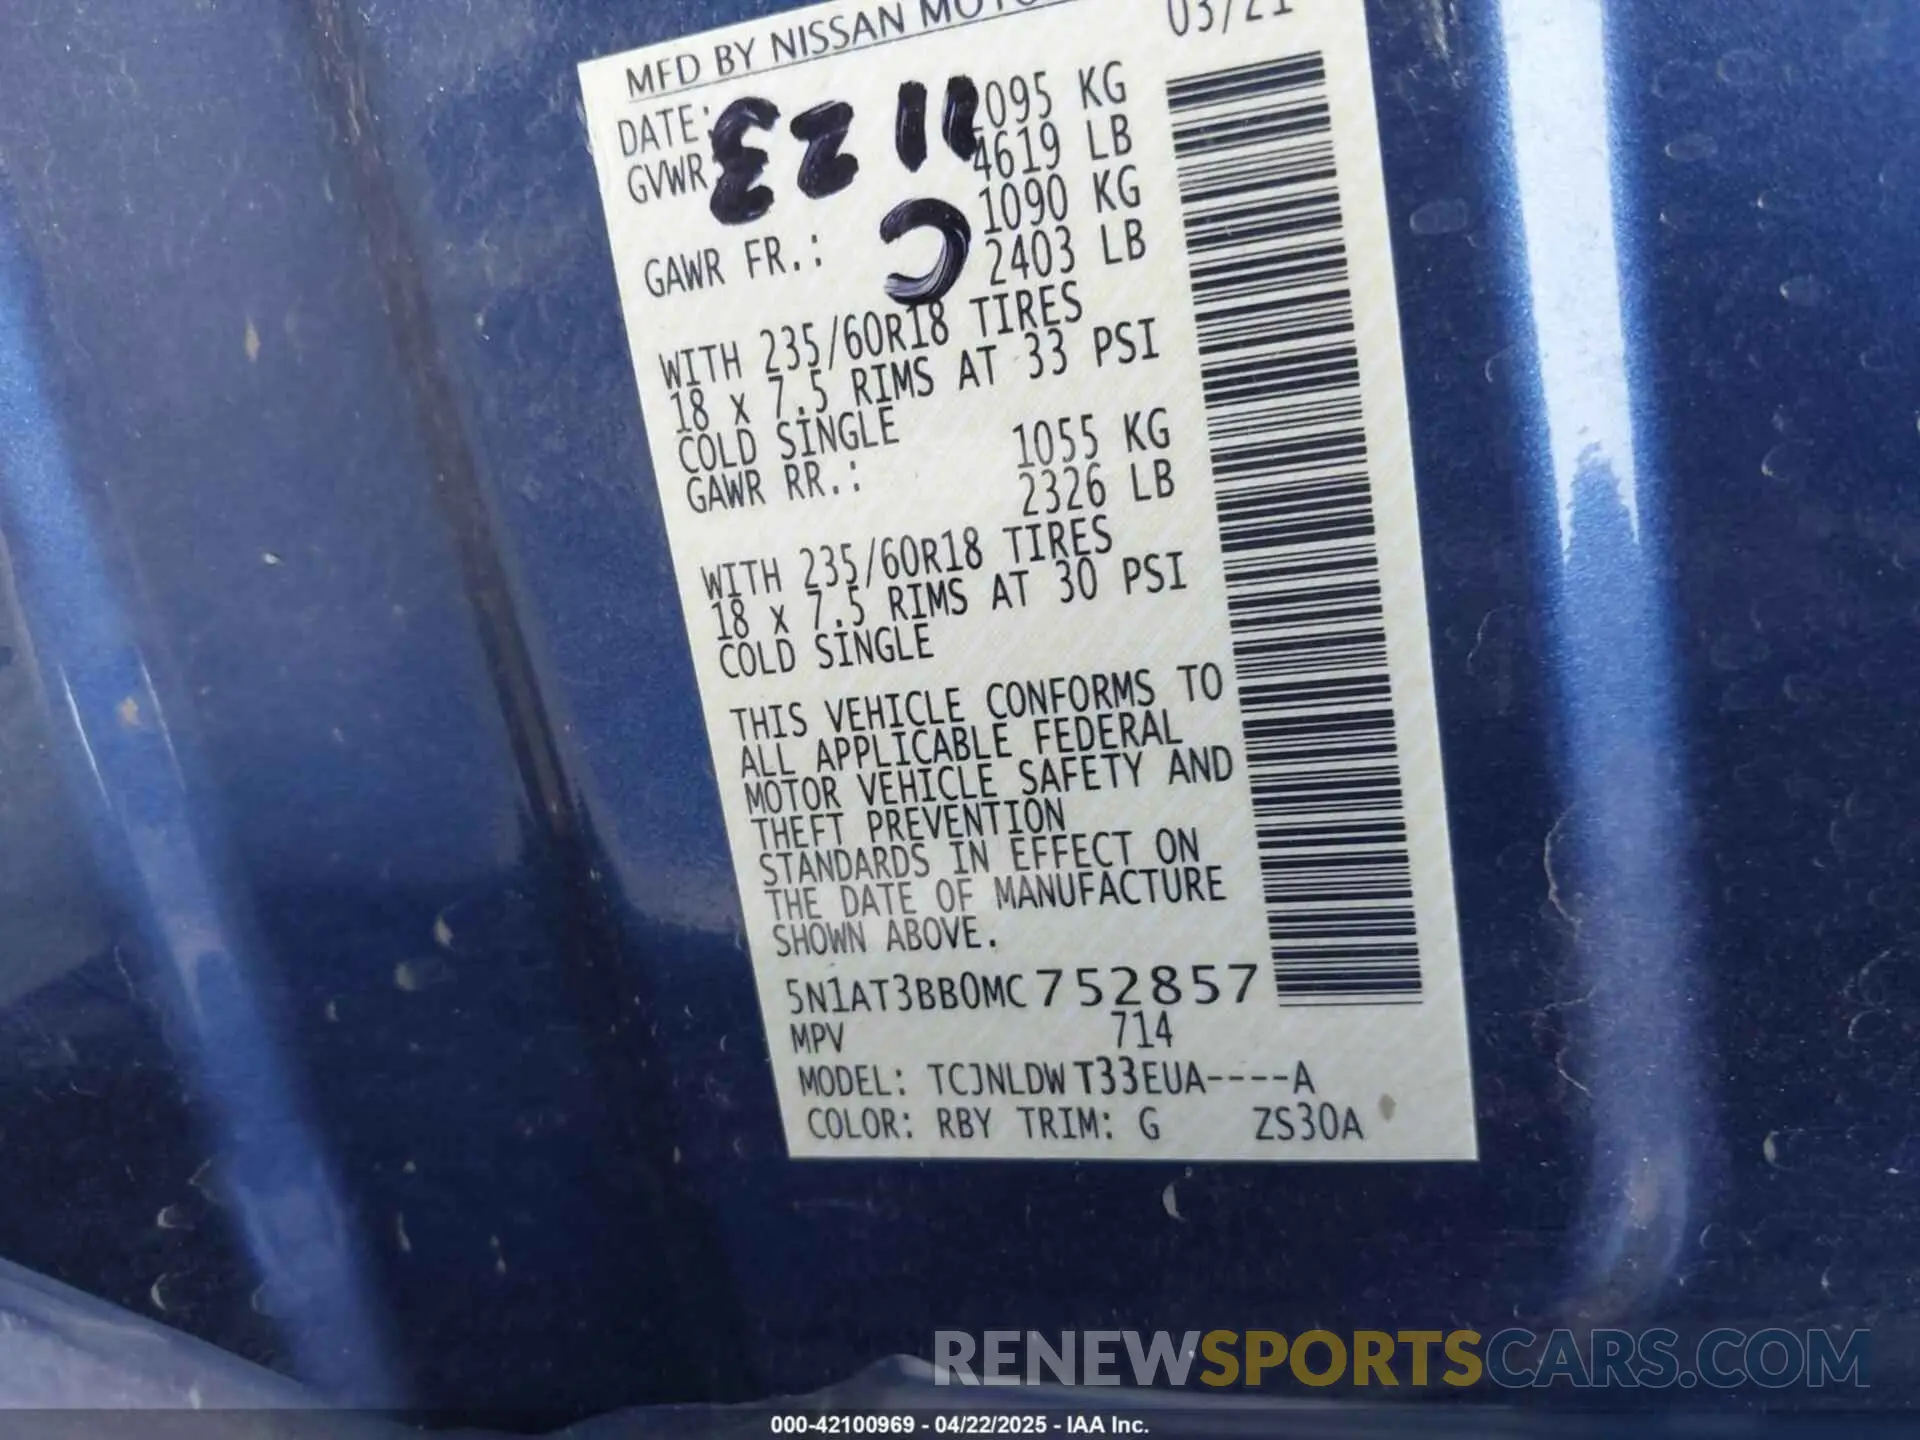 MFD BY NISSAN MOTO
DATE: 03/21
GVWR 2095 KG
4619 LB
GAWR FR.: 1090 KG
2403 LB
WITH 235/60R18 TIRES
18 x 7.5 RIMS AT 33 PSI
COLD SINGLE
GAWR RR.: 1055 KG
2326 LB
WITH 235/60R18 TIRES
18 x 7.5 RIMS AT 30 PSI
COLD SINGLE
THIS VEHICLE CONFORMS TO
ALL APPLICABLE FEDERAL
MOTOR VEHICLE SAFETY AND
THEFT PREVENTION
STANDARDS IN EFFECT ON
THE DATE OF MANUFACTURE
SHOWN ABOVE.
5N1AT3BB0MC752857
MPV 714
MODEL: TCJNLDWT33EUA----A
COLOR: RBY TRIM: G ZS30A
RENEWSPORTSCARS.COM
000-42100969 - 04/22/2025 - IAA Inc.